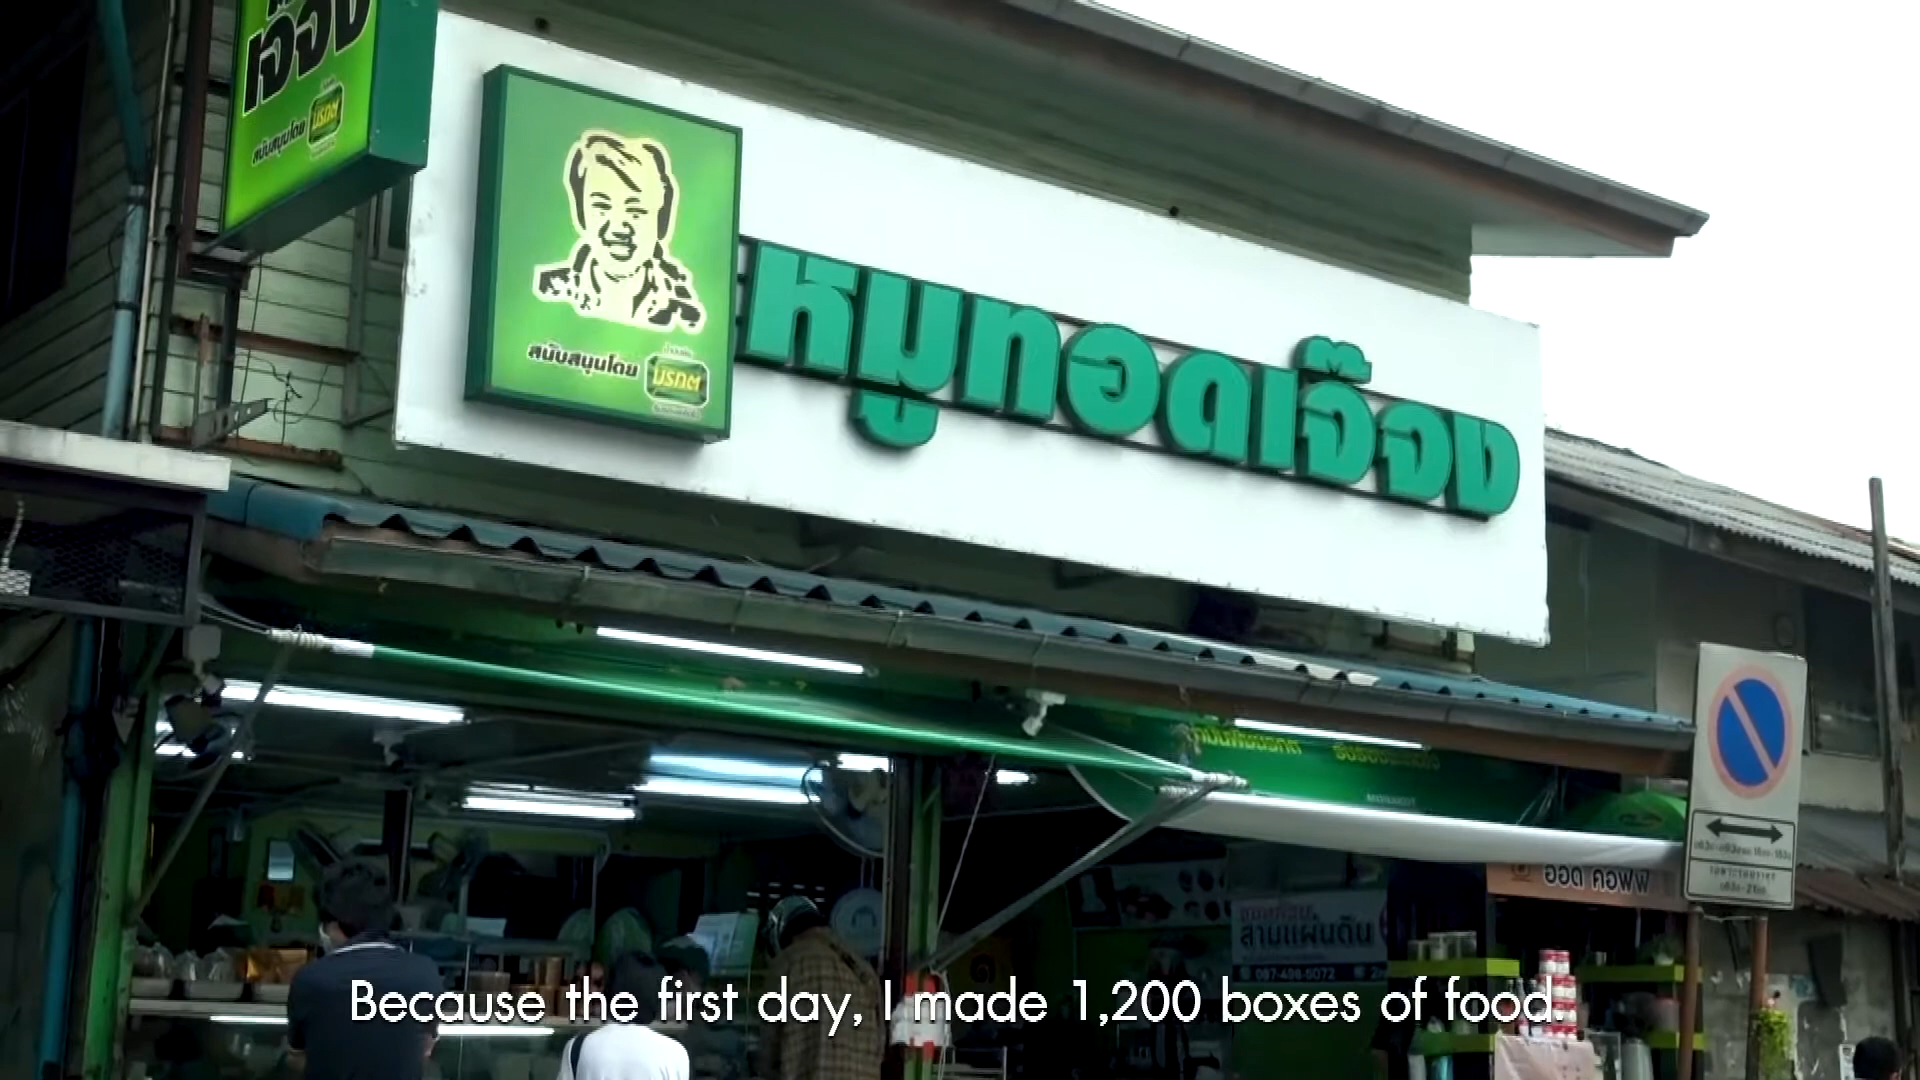 เจ๊จง
สนับสนุนโดย
มรกต
สนับสนุนโดย
มรกต
หมูทอดเจ๊จง
ออด คอฟฟี่
สามแผ่นดิน
097-498-5072
Because the first day, I made 1,200 boxes of food.